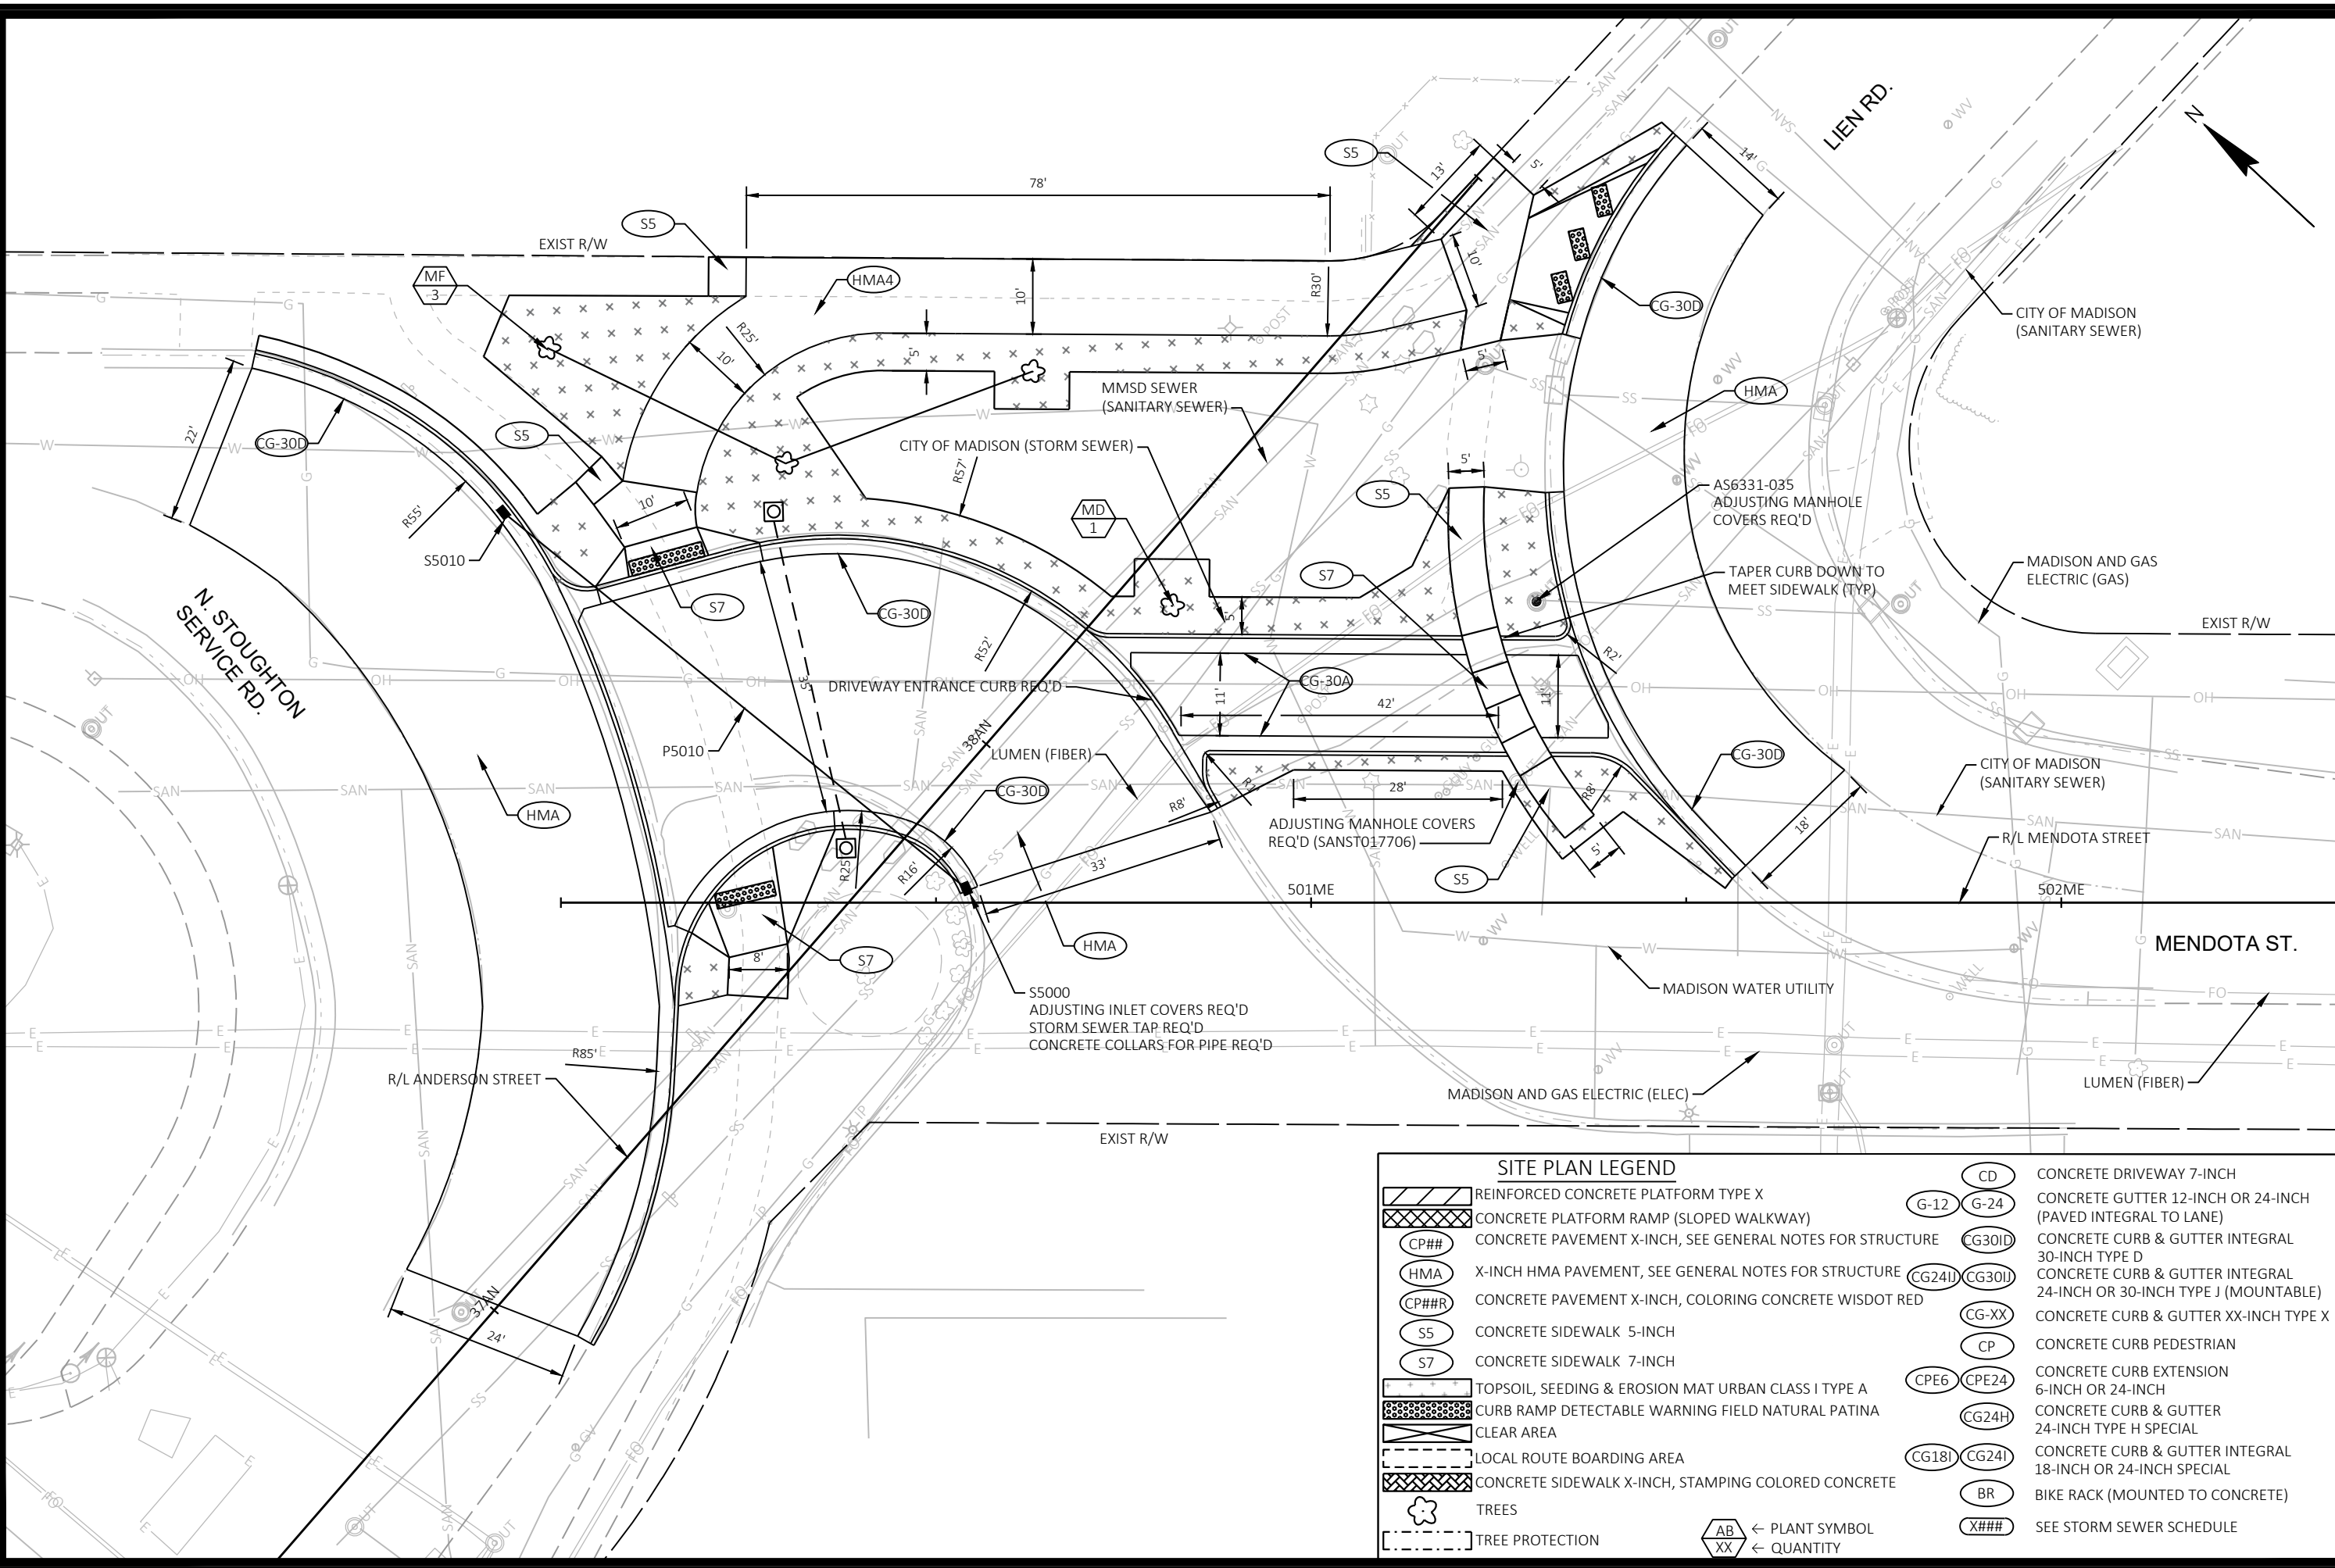 LIEN RD.
N
S5
13'
5'
14'
78'
S5
EXIST R/W
MF
3
HMA4
10'
R30'
10'
CG-30D
CITY OF MADISON
(SANITARY SEWER)
R25'
10'
5'
5'
MMSD SEWER
(SANITARY SEWER)
HMA
22'
CG-30D
S5
CITY OF MADISON (STORM SEWER)
R57'
5'
S5
AS6331-035
ADJUSTING MANHOLE
COVERS REQ'D
10'
R55'
MD
1
S5010
S7
TAPER CURB DOWN TO
MEET SIDEWALK (TYP)
MADISON AND GAS
ELECTRIC (GAS)
N. STOUGHTON
SERVICE RD.
S7
CG-30D
5'
EXIST R/W
R52'
R2'
35'
DRIVEWAY ENTRANCE CURB REQ'D
CG-30A
11'
11'
42'
P5010
38AN
LUMEN (FIBER)
CG-30D
CITY OF MADISON
(SANITARY SEWER)
HMA
CG-30D
R2'
28'
R8'
R8'
ADJUSTING MANHOLE COVERS
REQ'D (SANST017706)
18'
R/L MENDOTA STREET
R25'
R16'
33'
5'
S5
501ME
502ME
HMA
MENDOTA ST.
S7
8'
S5000
ADJUSTING INLET COVERS REQ'D
STORM SEWER TAP REQ'D
CONCRETE COLLARS FOR PIPE REQ'D
MADISON WATER UTILITY
R85'
R/L ANDERSON STREET
MADISON AND GAS ELECTRIC (ELEC)
LUMEN (FIBER)
EXIST R/W
37AN
24'
SITE PLAN LEGEND
REINFORCED CONCRETE PLATFORM TYPE X
CONCRETE PLATFORM RAMP (SLOPED WALKWAY)
CP## CONCRETE PAVEMENT X-INCH, SEE GENERAL NOTES FOR STRUCTURE
HMA X-INCH HMA PAVEMENT, SEE GENERAL NOTES FOR STRUCTURE
CP##R CONCRETE PAVEMENT X-INCH, COLORING CONCRETE WISDOT RED
S5 CONCRETE SIDEWALK 5-INCH
S7 CONCRETE SIDEWALK 7-INCH
TOPSOIL, SEEDING & EROSION MAT URBAN CLASS I TYPE A
CURB RAMP DETECTABLE WARNING FIELD NATURAL PATINA
CLEAR AREA
LOCAL ROUTE BOARDING AREA
CONCRETE SIDEWALK X-INCH, STAMPING COLORED CONCRETE
TREES
TREE PROTECTION
AB ← PLANT SYMBOL
XX ← QUANTITY
CD CONCRETE DRIVEWAY 7-INCH
G-12 G-24 CONCRETE GUTTER 12-INCH OR 24-INCH
(PAVED INTEGRAL TO LANE)
CG30ID CONCRETE CURB & GUTTER INTEGRAL
30-INCH TYPE D
CG24IJ CG30IJ CONCRETE CURB & GUTTER INTEGRAL
24-INCH OR 30-INCH TYPE J (MOUNTABLE)
CG-XX CONCRETE CURB & GUTTER XX-INCH TYPE X
CP CONCRETE CURB PEDESTRIAN
CPE6 CPE24 CONCRETE CURB EXTENSION
6-INCH OR 24-INCH
CG24H CONCRETE CURB & GUTTER
24-INCH TYPE H SPECIAL
CG18I CG24I CONCRETE CURB & GUTTER INTEGRAL
18-INCH OR 24-INCH SPECIAL
BR BIKE RACK (MOUNTED TO CONCRETE)
X### SEE STORM SEWER SCHEDULE